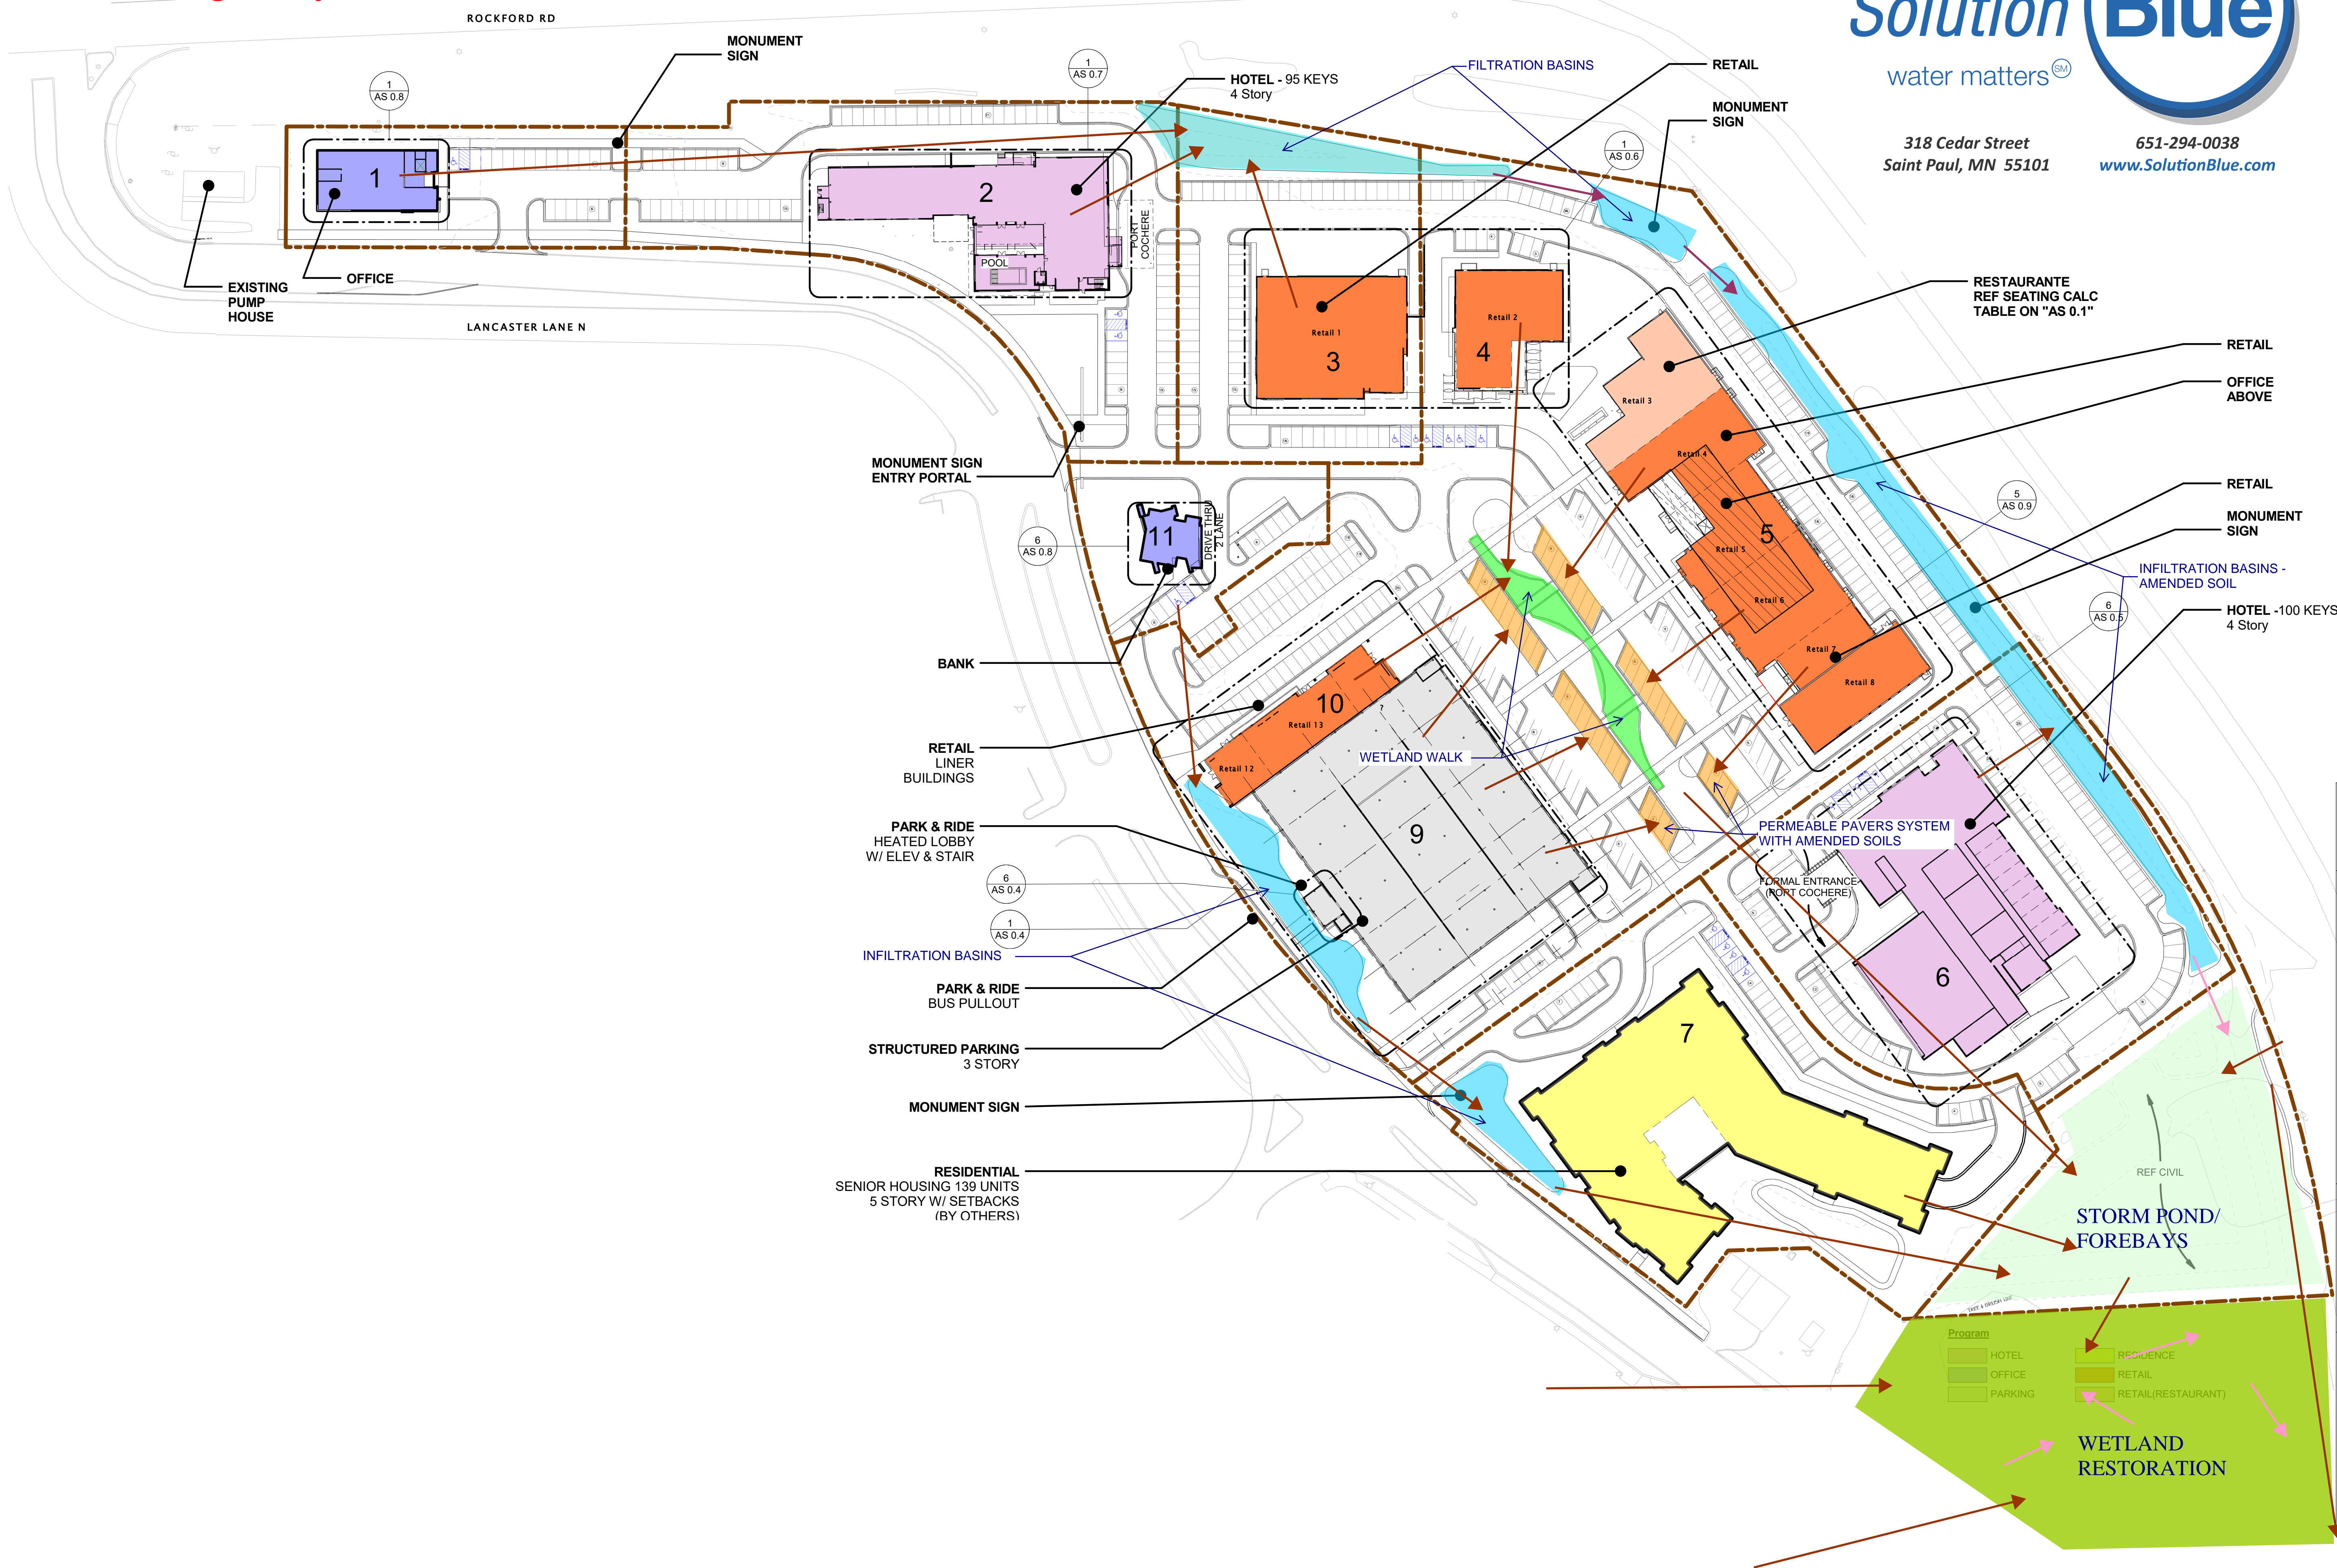 Solution Blue
water matters SM
318 Cedar Street
Saint Paul, MN 55101
651-294-0038
www.SolutionBlue.com
ROCKFORD RD
MONUMENT
SIGN
1
AS 0.8
1
AS 0.7
HOTEL - 95 KEYS
4 Story
FILTRATION BASINS
RETAIL
MONUMENT
SIGN
1
AS 0.6
1
2
POOL
PORT
COCHERE
EXISTING
PUMP
HOUSE
OFFICE
LANCASTER LANE N
Retail 1
3
Retail 2
4
RESTAURANTE
REF SEATING CALC
TABLE ON "AS 0.1"
RETAIL
OFFICE
ABOVE
Retail 3
Retail 4
Retail 5
5
Retail 6
Retail 7
Retail 8
MONUMENT SIGN
ENTRY PORTAL
RETAIL
MONUMENT
SIGN
5
AS 0.9
6
AS 0.8
11
DRIVE THRU
2 LANE
INFILTRATION BASINS -
AMENDED SOIL
6
AS 0.5
HOTEL -100 KEYS
4 Story
BANK
10
Retail 13
?
Retail 12
RETAIL
LINER
BUILDINGS
WETLAND WALK
9
PERMEABLE PAVERS SYSTEM
WITH AMENDED SOILS
PARK & RIDE
HEATED LOBBY
W/ ELEV & STAIR
6
AS 0.4
1
AS 0.4
FORMAL ENTRANCE
(PORT COCHERE)
INFILTRATION BASINS
PARK & RIDE
BUS PULLOUT
6
7
STRUCTURED PARKING
3 STORY
MONUMENT SIGN
RESIDENTIAL
SENIOR HOUSING 139 UNITS
5 STORY W/ SETBACKS
(BY OTHERS)
REF CIVIL
STORM POND/
FOREBAYS
TREE & BRUSH LINE
Program
HOTEL
RESIDENCE
OFFICE
RETAIL
PARKING
RETAIL(RESTAURANT)
WETLAND
RESTORATION